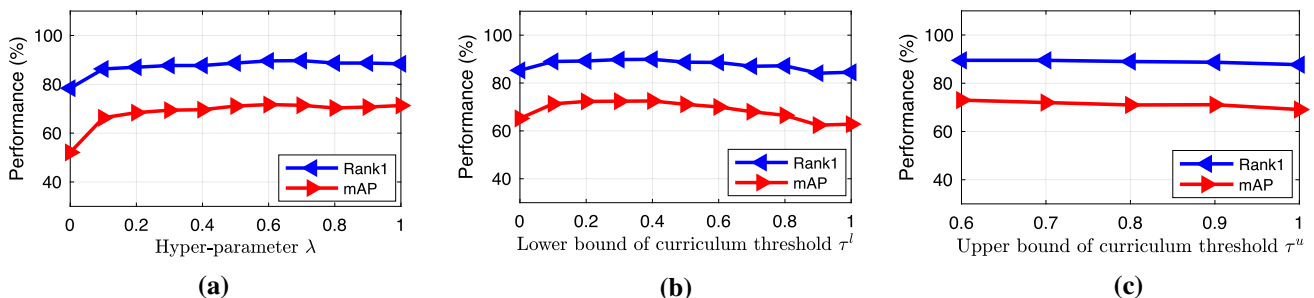 Performance (%)
100
80
60
40
Rank1
mAP
0 0.2 0.4 0.6 0.8 1
Hyper-parameter λ
(a)
Performance (%)
100
80
60
40
Rank1
mAP
0 0.2 0.4 0.6 0.8 1
Lower bound of curriculum threshold τˡ
(b)
Performance (%)
100
80
60
40
Rank1
mAP
0.6 0.7 0.8 0.9 1
Upper bound of curriculum threshold τᵘ
(c)